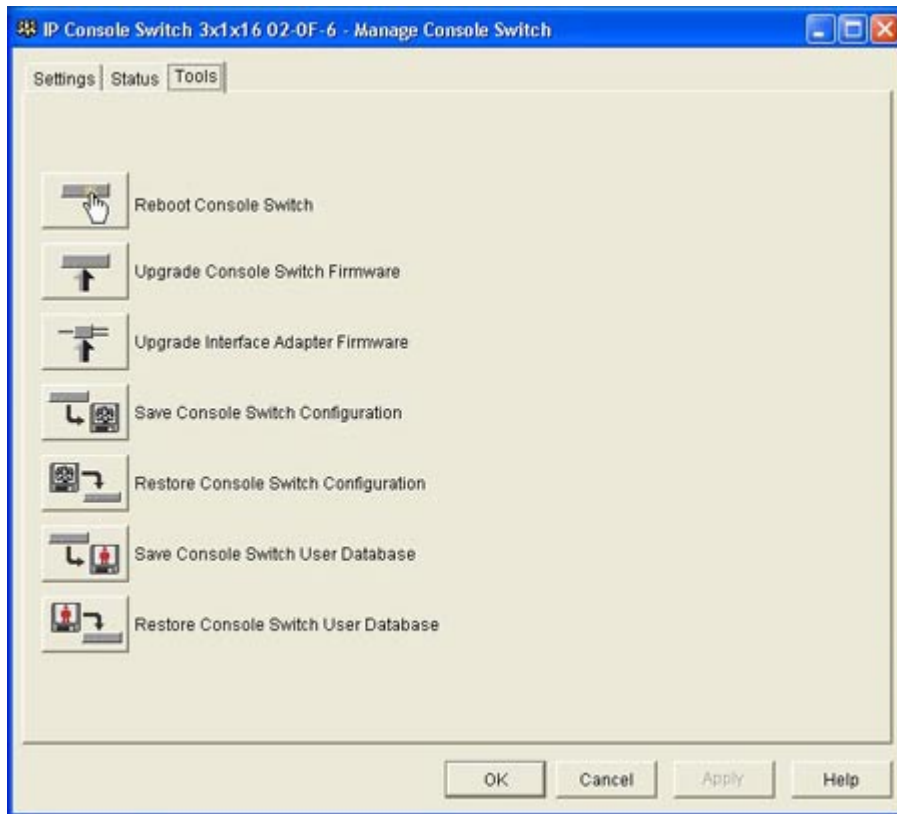 IP Console Switch 3x1x16 02-0F-6 - Manage Console Switch
Settings Status Tools
Reboot Console Switch
Upgrade Console Switch Firmware
Upgrade Interface Adapter Firmware
Save Console Switch Configuration
Restore Console Switch Configuration
Save Console Switch User Database
Restore Console Switch User Database
OK Cancel Apply Help